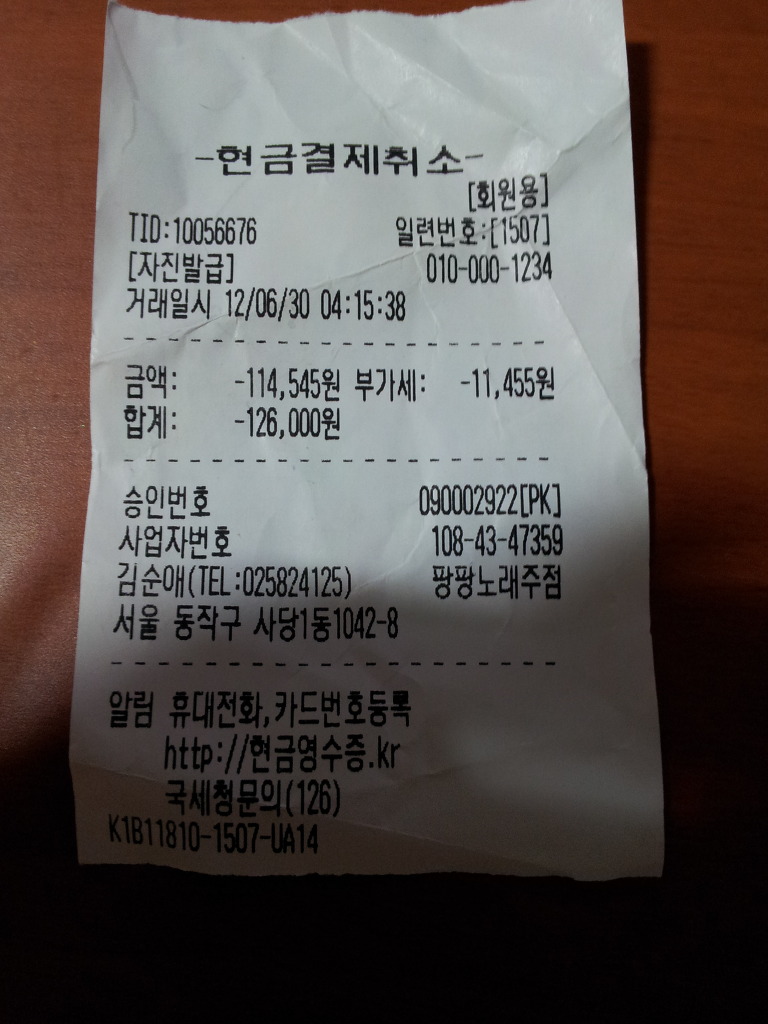 -현금결제취소-
[회원용]
TID:10056676 일련번호:[1507]
[자진발급] 010-000-1234
거래일시 12/06/30 04:15:38
금액: -114,545원 부가세: -11,455원
합계: -126,000원
승인번호 090002922[PK]
사업자번호 108-43-47359
김순애(TEL:025824125) 팡팡노래주점
서울 동작구 사당1동1042-8
알림 휴대전화,카드번호등록
http://현금영수증.kr
국세청문의(126)
K1B11810-1507-UA14